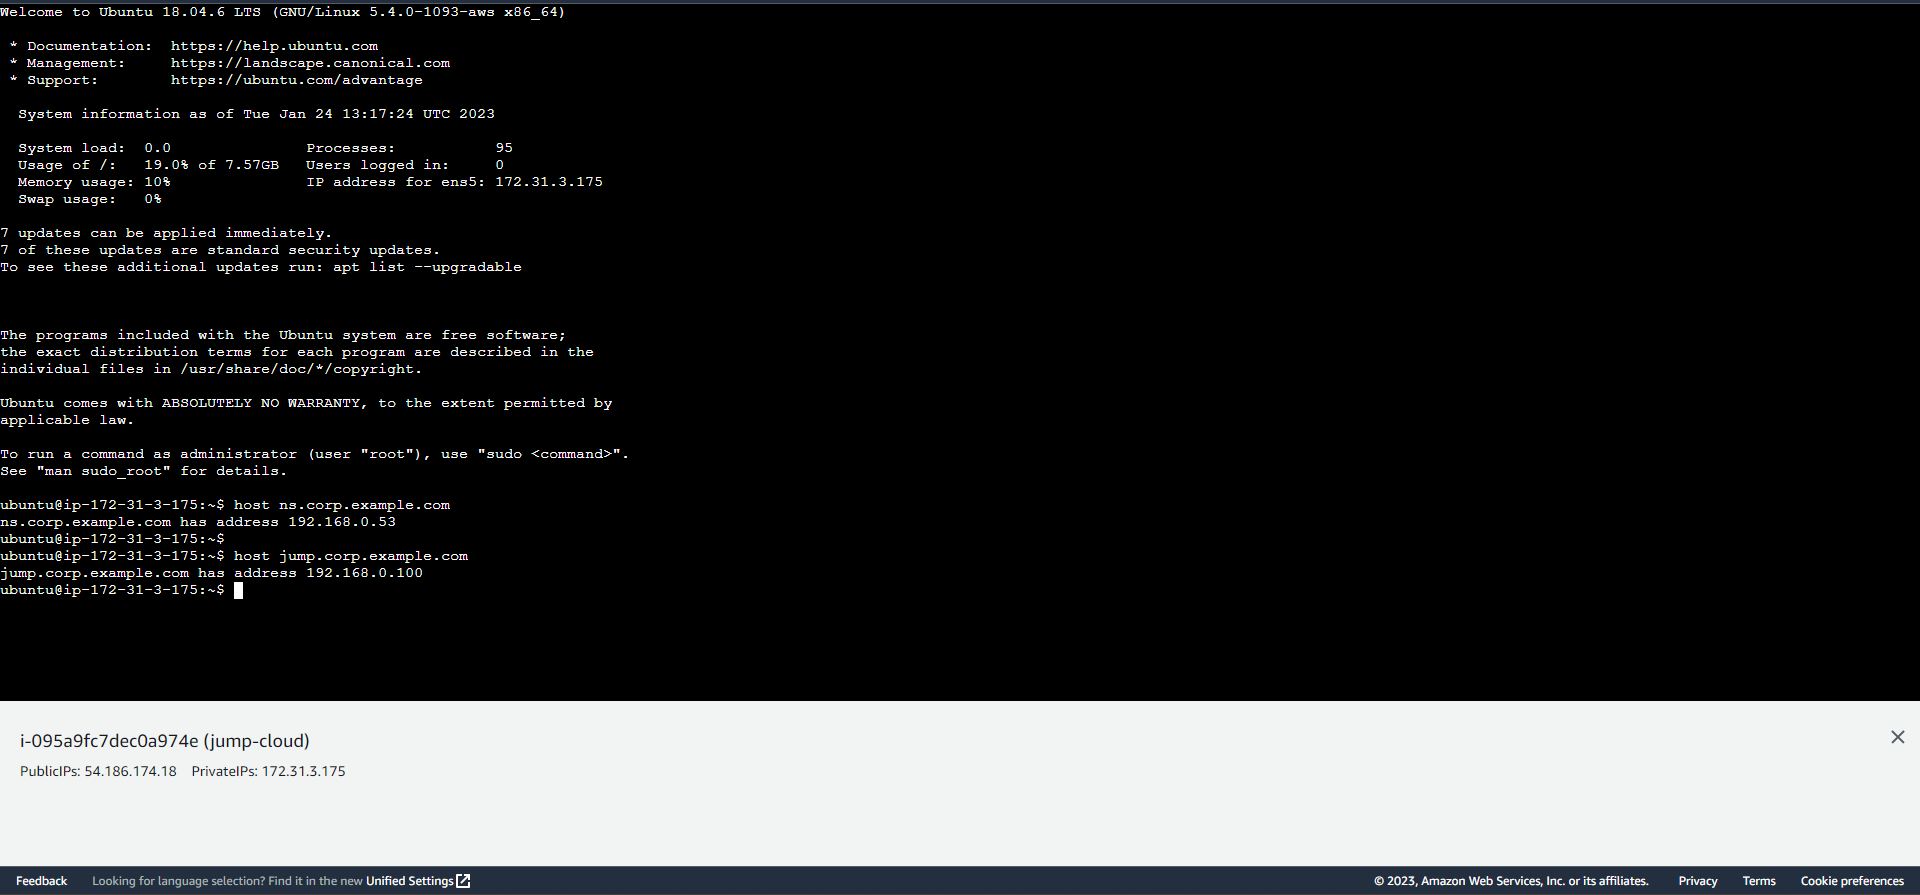 Welcome to Ubuntu 18.04.6 LTS (GNU/Linux 5.4.0-1093-aws x86_64)
* Documentation:  https://help.ubuntu.com
* Management:     https://landscape.canonical.com
* Support:        https://ubuntu.com/advantage
System information as of Tue Jan 24 13:17:24 UTC 2023
System load:  0.0               Processes:           95
Usage of /:   19.0% of 7.57GB   Users logged in:     0
Memory usage: 10%               IP address for ens5: 172.31.3.175
Swap usage:   0%
7 updates can be applied immediately.
7 of these updates are standard security updates.
To see these additional updates run: apt list --upgradable
The programs included with the Ubuntu system are free software;
the exact distribution terms for each program are described in the
individual files in /usr/share/doc/*/copyright.
Ubuntu comes with ABSOLUTELY NO WARRANTY, to the extent permitted by
applicable law.
To run a command as administrator (user "root"), use "sudo <command>".
See "man sudo_root" for details.
ubuntu@ip-172-31-3-175:~$ host ns.corp.example.com
ns.corp.example.com has address 192.168.0.53
ubuntu@ip-172-31-3-175:~$
ubuntu@ip-172-31-3-175:~$ host jump.corp.example.com
jump.corp.example.com has address 192.168.0.100
ubuntu@ip-172-31-3-175:~$
i-095a9fc7dec0a974e (jump-cloud)
PublicIPs: 54.186.174.18   PrivateIPs: 172.31.3.175
Feedback   Looking for language selection? Find it in the new Unified Settings   © 2023, Amazon Web Services, Inc. or its affiliates.   Privacy   Terms   Cookie preferences